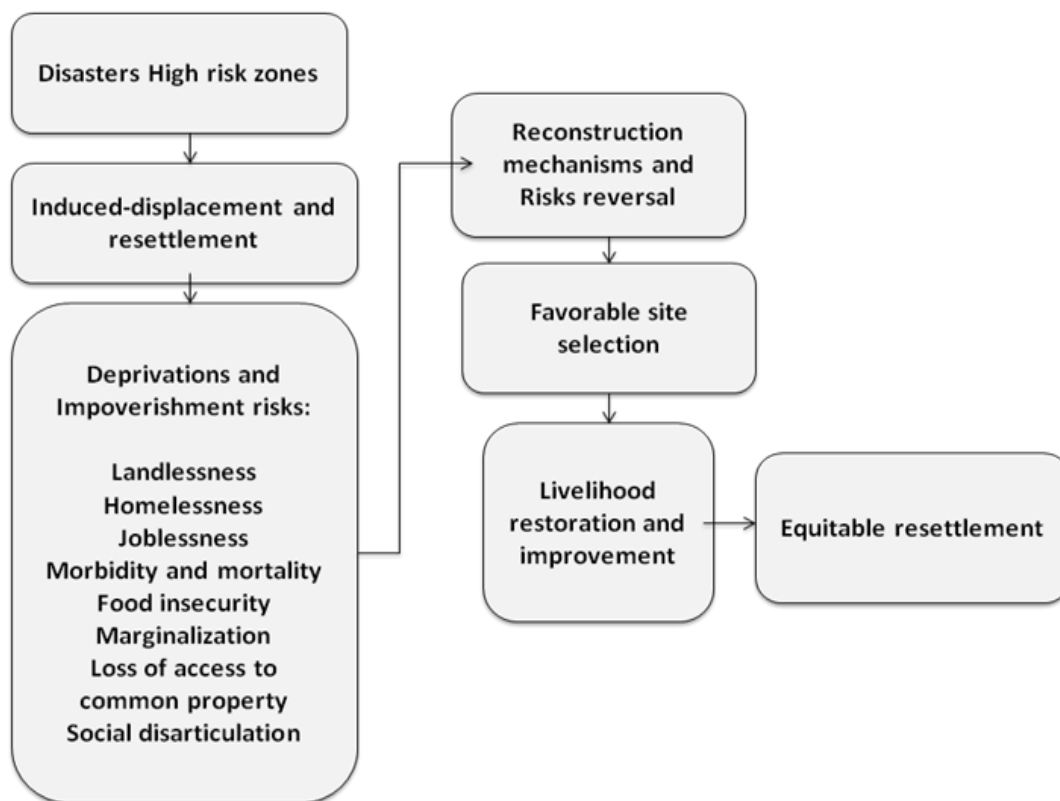 Disasters High risk zones
Induced-displacement and
resettlement
Deprivations and
Impoverishment risks:
Landlessness
Homelessness
Joblessness
Morbidity and mortality
Food insecurity
Marginalization
Loss of access to
common property
Social disarticulation
Reconstruction
mechanisms and
Risks reversal
Favorable site
selection
Livelihood
restoration and
improvement
Equitable resettlement